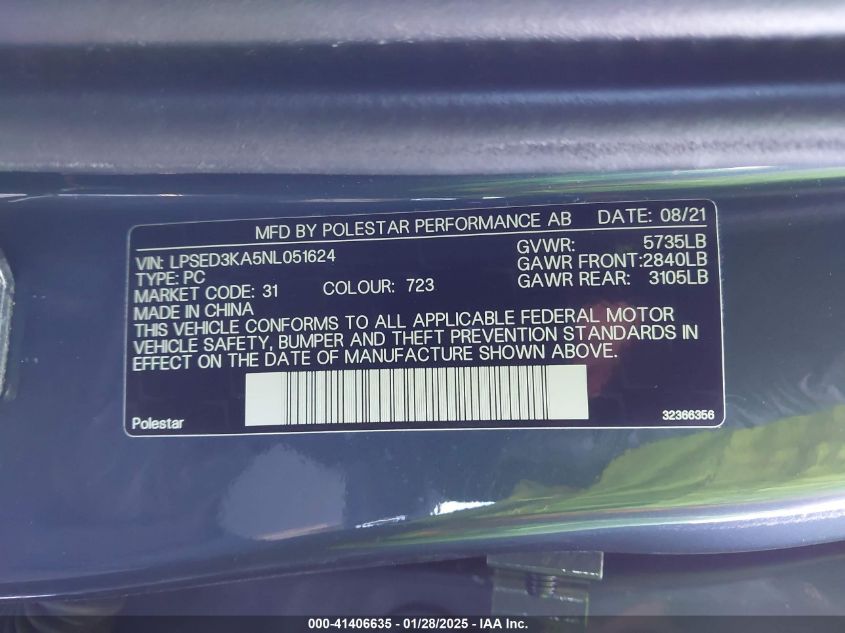 MFD BY POLESTAR PERFORMANCE AB DATE: 08/21
VIN: LPSED3KA5NL051624 GVWR: 5735LB
TYPE: PC GAWR FRONT: 2840LB
MARKET CODE: 31 COLOUR: 723 GAWR REAR: 3105LB
MADE IN CHINA
THIS VEHICLE CONFORMS TO ALL APPLICABLE FEDERAL MOTOR
VEHICLE SAFETY, BUMPER AND THEFT PREVENTION STANDARDS IN
EFFECT ON THE DATE OF MANUFACTURE SHOWN ABOVE.
Polestar 32366356
000-41406635 | 01/28/2025 - IAA Inc.